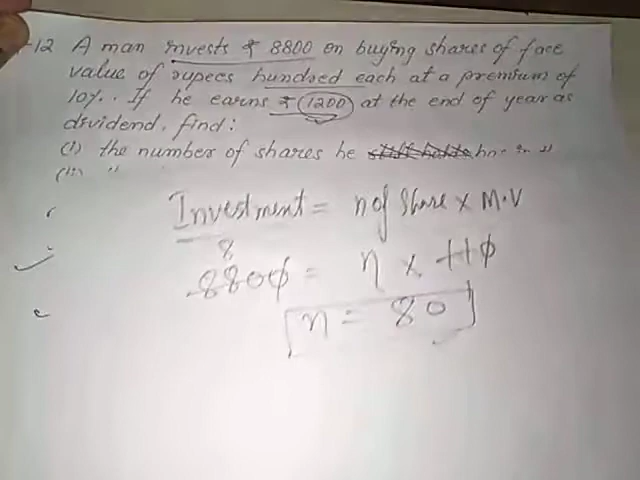 -12 A man invests ₹ 8800 on buying shares of face
value of rupees hundred each at a premium of
10%. If he earns ₹ 1200 at the end of year as
dividend, find:
(i) the number of shares he
(ii)
Investment = n of share × M.V
8
8800 = n × 110
n = 80